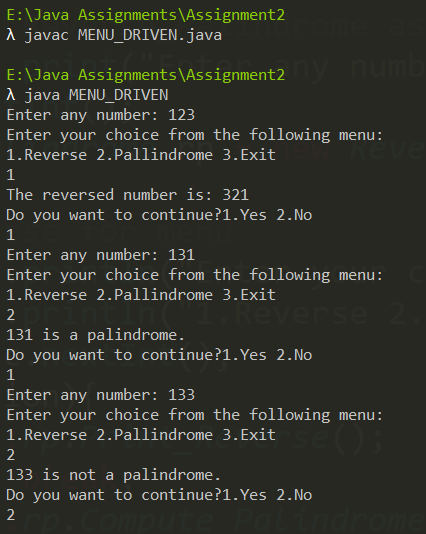 E:\Java Assignments\Assignment2
λ javac MENU_DRIVEN.java
E:\Java Assignments\Assignment2
λ java MENU_DRIVEN
Enter any number: 123
Enter your choice from the following menu:
1.Reverse 2.Pallindrome 3.Exit
1
The reversed number is: 321
Do you want to continue?1.Yes 2.No
1
Enter any number: 131
Enter your choice from the following menu:
1.Reverse 2.Pallindrome 3.Exit
2
131 is a palindrome.
Do you want to continue?1.Yes 2.No
1
Enter any number: 133
Enter your choice from the following menu:
1.Reverse 2.Pallindrome 3.Exit
2
133 is not a palindrome.
Do you want to continue?1.Yes 2.No
2